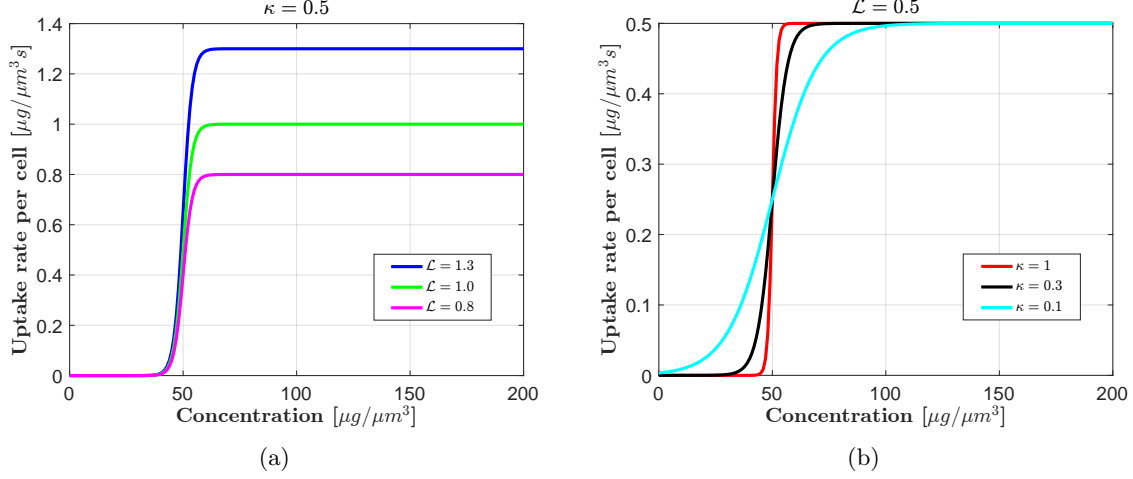 κ = 0.5
1.4
1.2
1
0.8
0.6
0.4
0.2
0
Uptake rate per cell [μg/μm³s]
ℒ = 1.3
ℒ = 1.0
ℒ = 0.8
0 50 100 150 200
Concentration [μg/μm³]
(a)
ℒ = 0.5
0.5
0.4
0.3
0.2
0.1
0
Uptake rate per cell [μg/μm³s]
κ = 1
κ = 0.3
κ = 0.1
0 50 100 150 200
Concentration [μg/μm³]
(b)